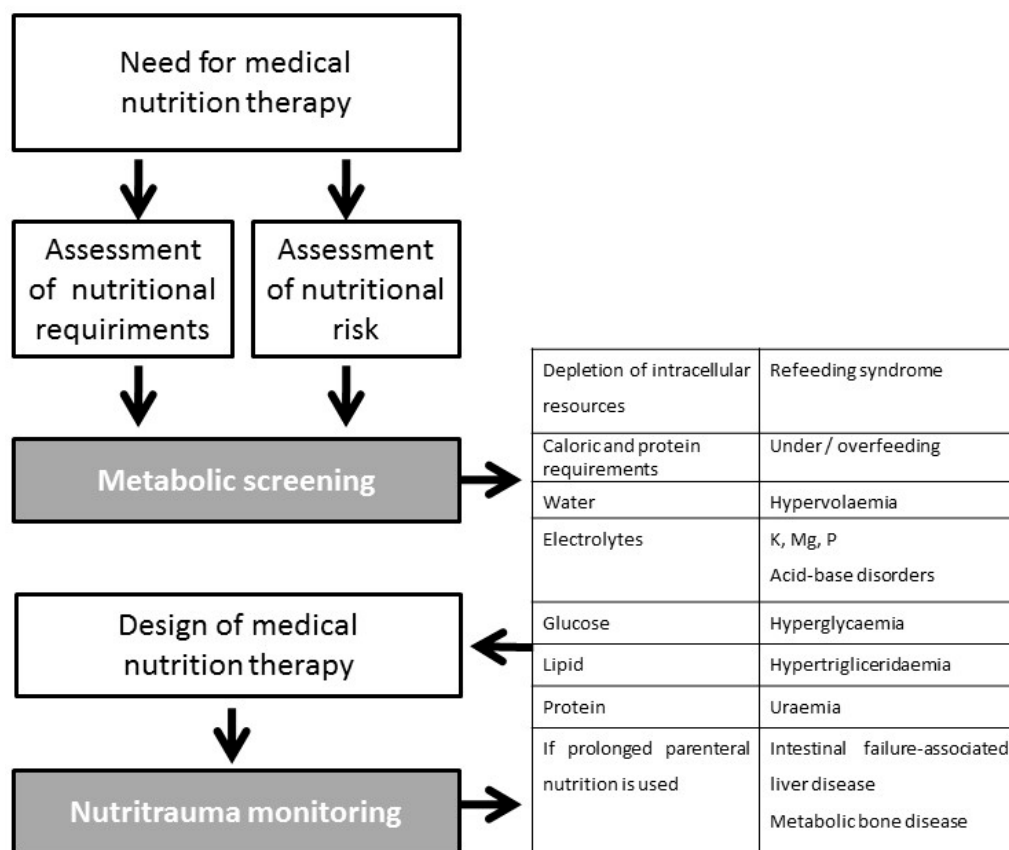 Need for medical
nutrition therapy
Assessment
of nutritional
requiriments
Assessment
of nutritional
risk
Metabolic screening
Design of medical
nutrition therapy
Nutritrauma monitoring
Depletion of intracellular
resources
Refeeding syndrome
Caloric and protein
requirements
Under / overfeeding
Water
Hypervolaemia
Electrolytes
K, Mg, P
Acid-base disorders
Glucose
Hyperglycaemia
Lipid
Hypertrigliceridaemia
Protein
Uraemia
If prolonged parenteral
nutrition is used
Intestinal failure-associated
liver disease
Metabolic bone disease